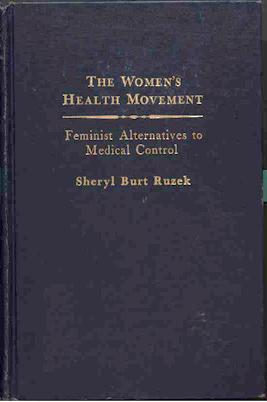 The Women's
Health Movement
Feminist Alternatives to
Medical Control
Sheryl Burt Ruzek